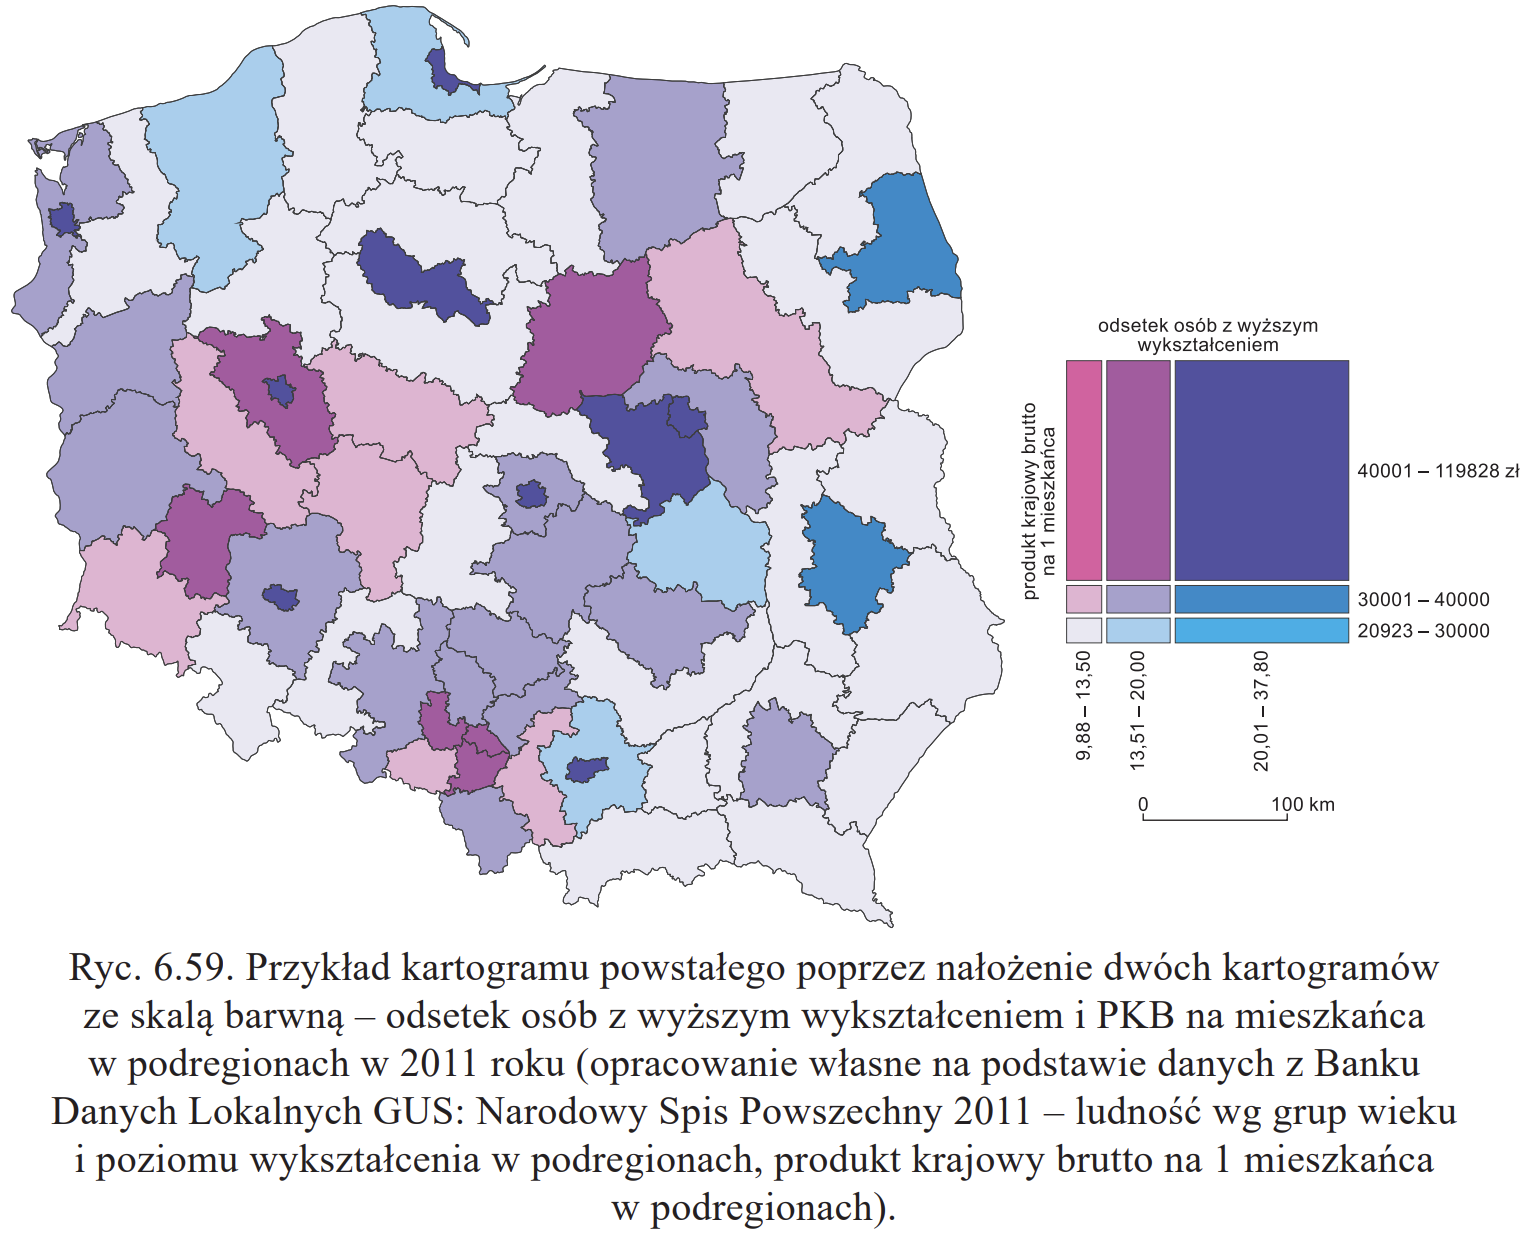 odsetek osób z wyższym
wykształceniem
produkt krajowy brutto
na 1 mieszkańca
40001 – 119828 zł
30001 – 40000
20923 – 30000
9,88 – 13,50
13,51 – 20,00
20,01 – 37,80
0 100 km
Ryc. 6.59. Przykład kartogramu powstałego poprzez nałożenie dwóch kartogramów
ze skalą barwną – odsetek osób z wyższym wykształceniem i PKB na mieszkańca
w podregionach w 2011 roku (opracowanie własne na podstawie danych z Banku
Danych Lokalnych GUS: Narodowy Spis Powszechny 2011 – ludność wg grup wieku
i poziomu wykształcenia w podregionach, produkt krajowy brutto na 1 mieszkańca
w podregionach).